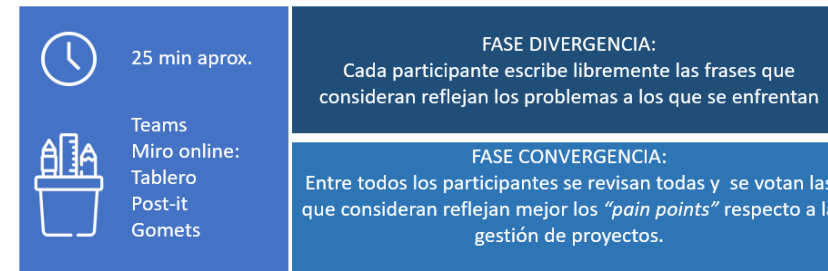 25 min aprox.
Teams
Miro online:
Tablero
Post-it
Gomets
FASE DIVERGENCIA:
Cada participante escribe libremente las frases que
consideran reflejan los problemas a los que se enfrentan
FASE CONVERGENCIA:
Entre todos los participantes se revisan todas y se votan las
que consideran reflejan mejor los “pain points” respecto a la
gestión de proyectos.